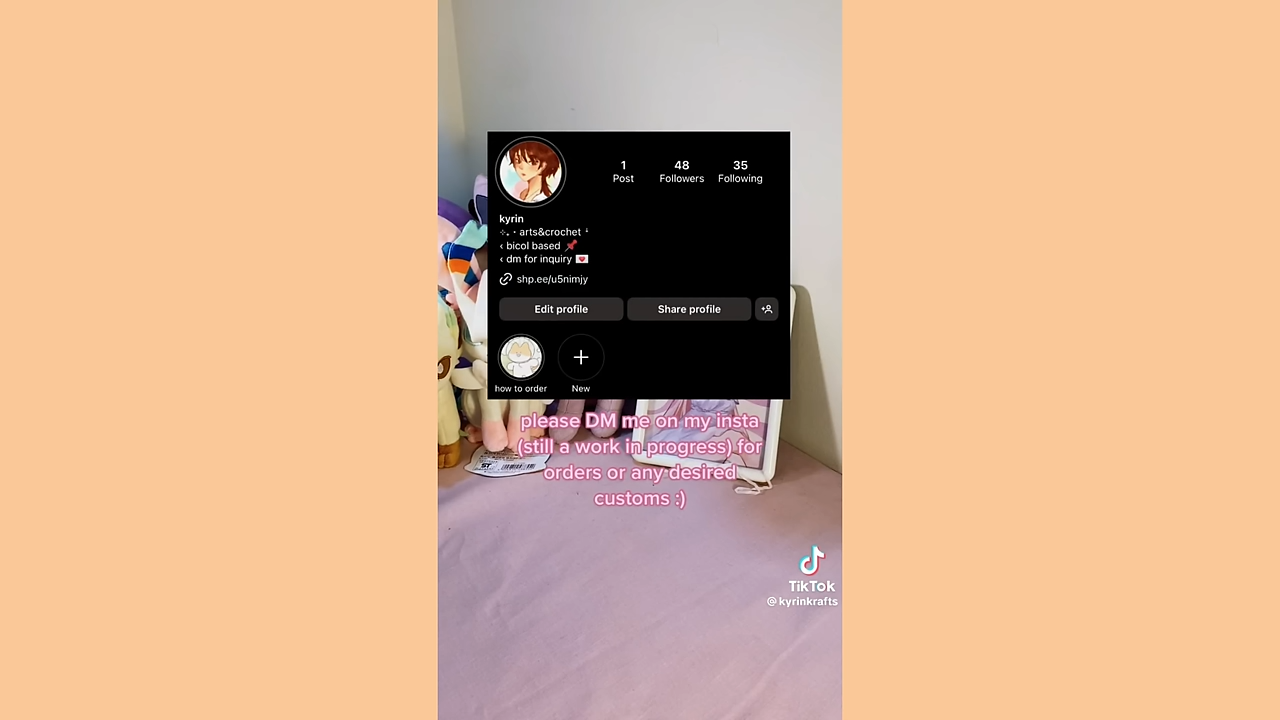 1
Post
48
Followers
35
Following
kyrin
arts&crochet
‹ bicol based 📌
‹ dm for inquiry 💌
shp.ee/u5nimjy
Edit profile
Share profile
how to order
New
please DM me on my insta
(still a work in progress) for
orders or any desired
customs :)
TikTok
@kyrinkrafts